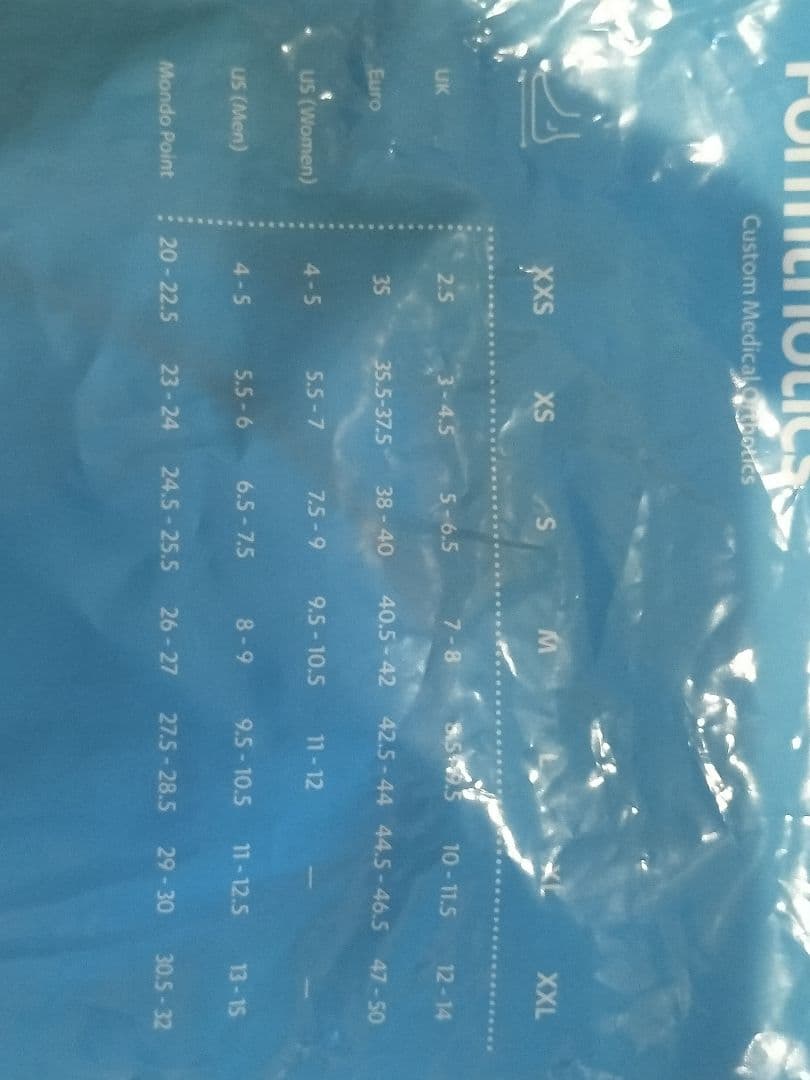 Custom Medical Orthotics
XXS XS S M L XL XXL
UK 2.5 3 - 4.5 5 - 6.5 7 - 8 8.5 - 9.5 10 - 11.5 12 - 14
Euro 35 35.5-37.5 38 - 40 40.5 - 42 42.5 - 44 44.5 - 46.5 47 - 50
US (Women) 4 - 5 5.5 - 7 7.5 - 9 9.5 - 10.5 11 - 12 — —
US (Men) 4 - 5 5.5 - 6 6.5 - 7.5 8 - 9 9.5 - 10.5 11 - 12.5 13 - 15
Mondo Point 20 - 22.5 23 - 24 24.5 - 25.5 26 - 27 27.5 - 28.5 29 - 30 30.5 - 32